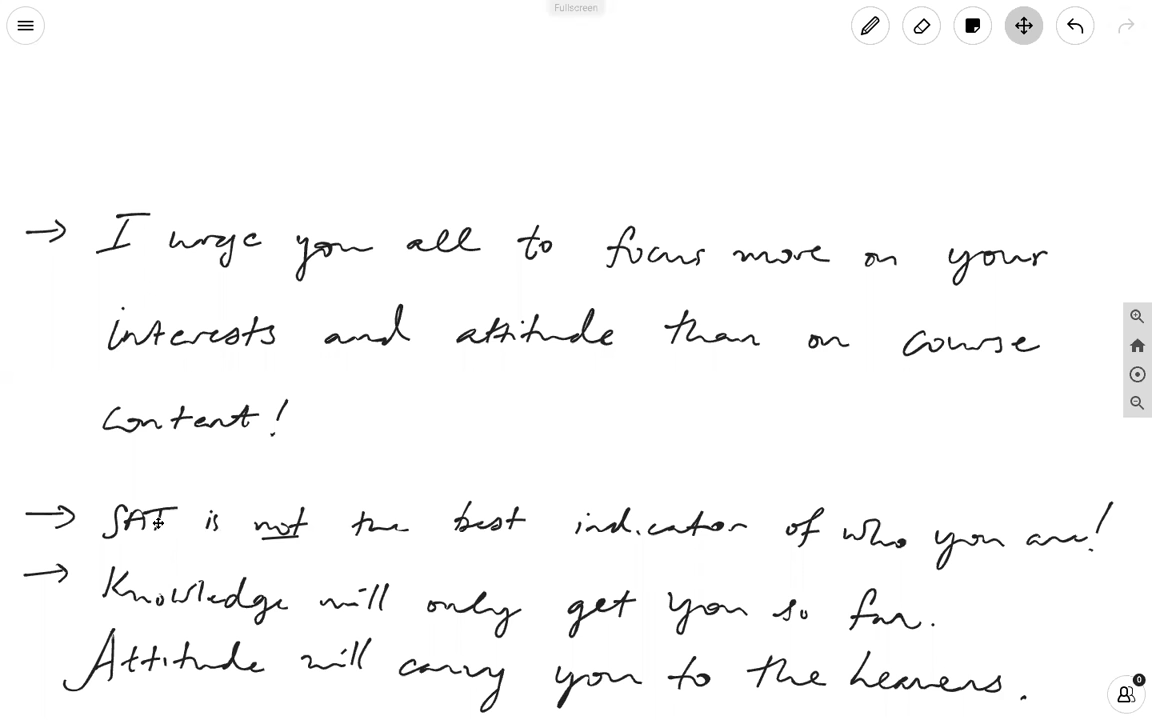 Fullscreen
→ I urge you all to focus more on your
interests and attitude than on course
content!
→ SAT is not the best indicator of who you are!
→ Knowledge will only get you so far.
Attitude will carry you to the heavens.
0